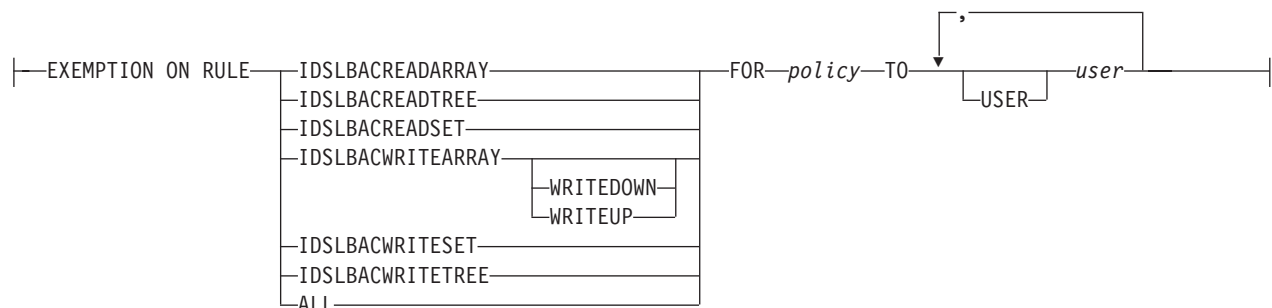 ,
EXEMPTION ON RULE IDSLBACREADARRAY FOR policy TO user
IDSLBACREADTREE USER
IDSLBACREADSET
IDSLBACWRITEARRAY
WRITEDOWN
WRITEUP
IDSLBACWRITESET
IDSLBACWRITETREE
ALL